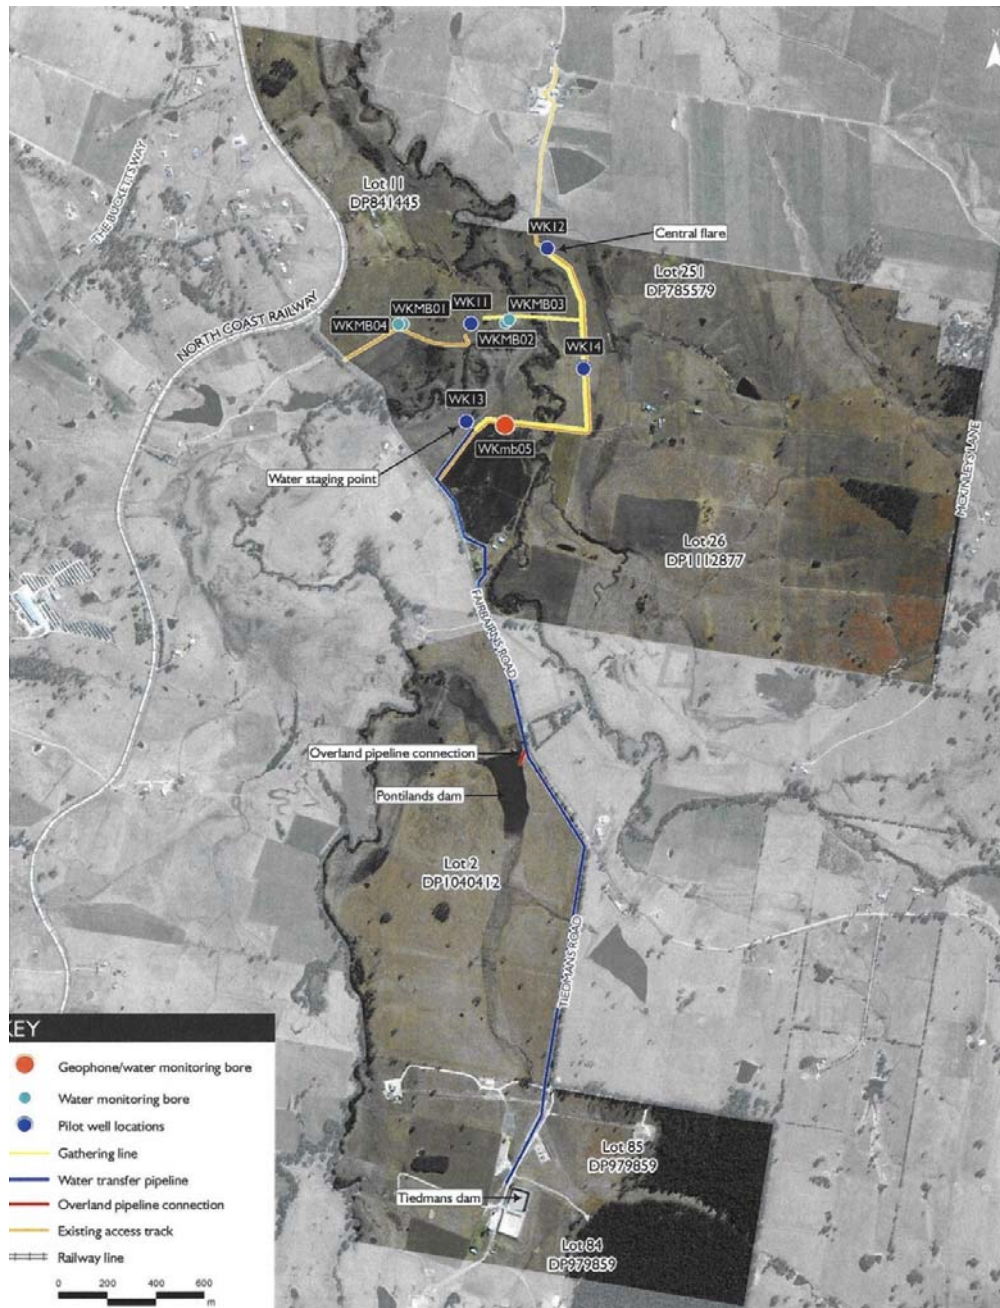 N
THE BUCKETTS WAY
Lot 11
DP841445
WK12
Central flare
Lot 251
DP785579
NORTH COAST RAILWAY
WKMB01
WK11
WKMB03
WKMB04
WKMB02
WK14
WK13
WKmb05
Water staging point
MCKINLEYS LANE
Lot 26
DP1112877
FAIRBAIRNS ROAD
Overland pipeline connection
Pontilands dam
Lot 2
DP1040412
TIEDMANS ROAD
Lot 85
DP979859
Tiedmans dam
Lot 84
DP979859
KEY
Geophone/water monitoring bore
Water monitoring bore
Pilot well locations
Gathering line
Water transfer pipeline
Overland pipeline connection
Existing access track
Railway line
0 200 400 600
m